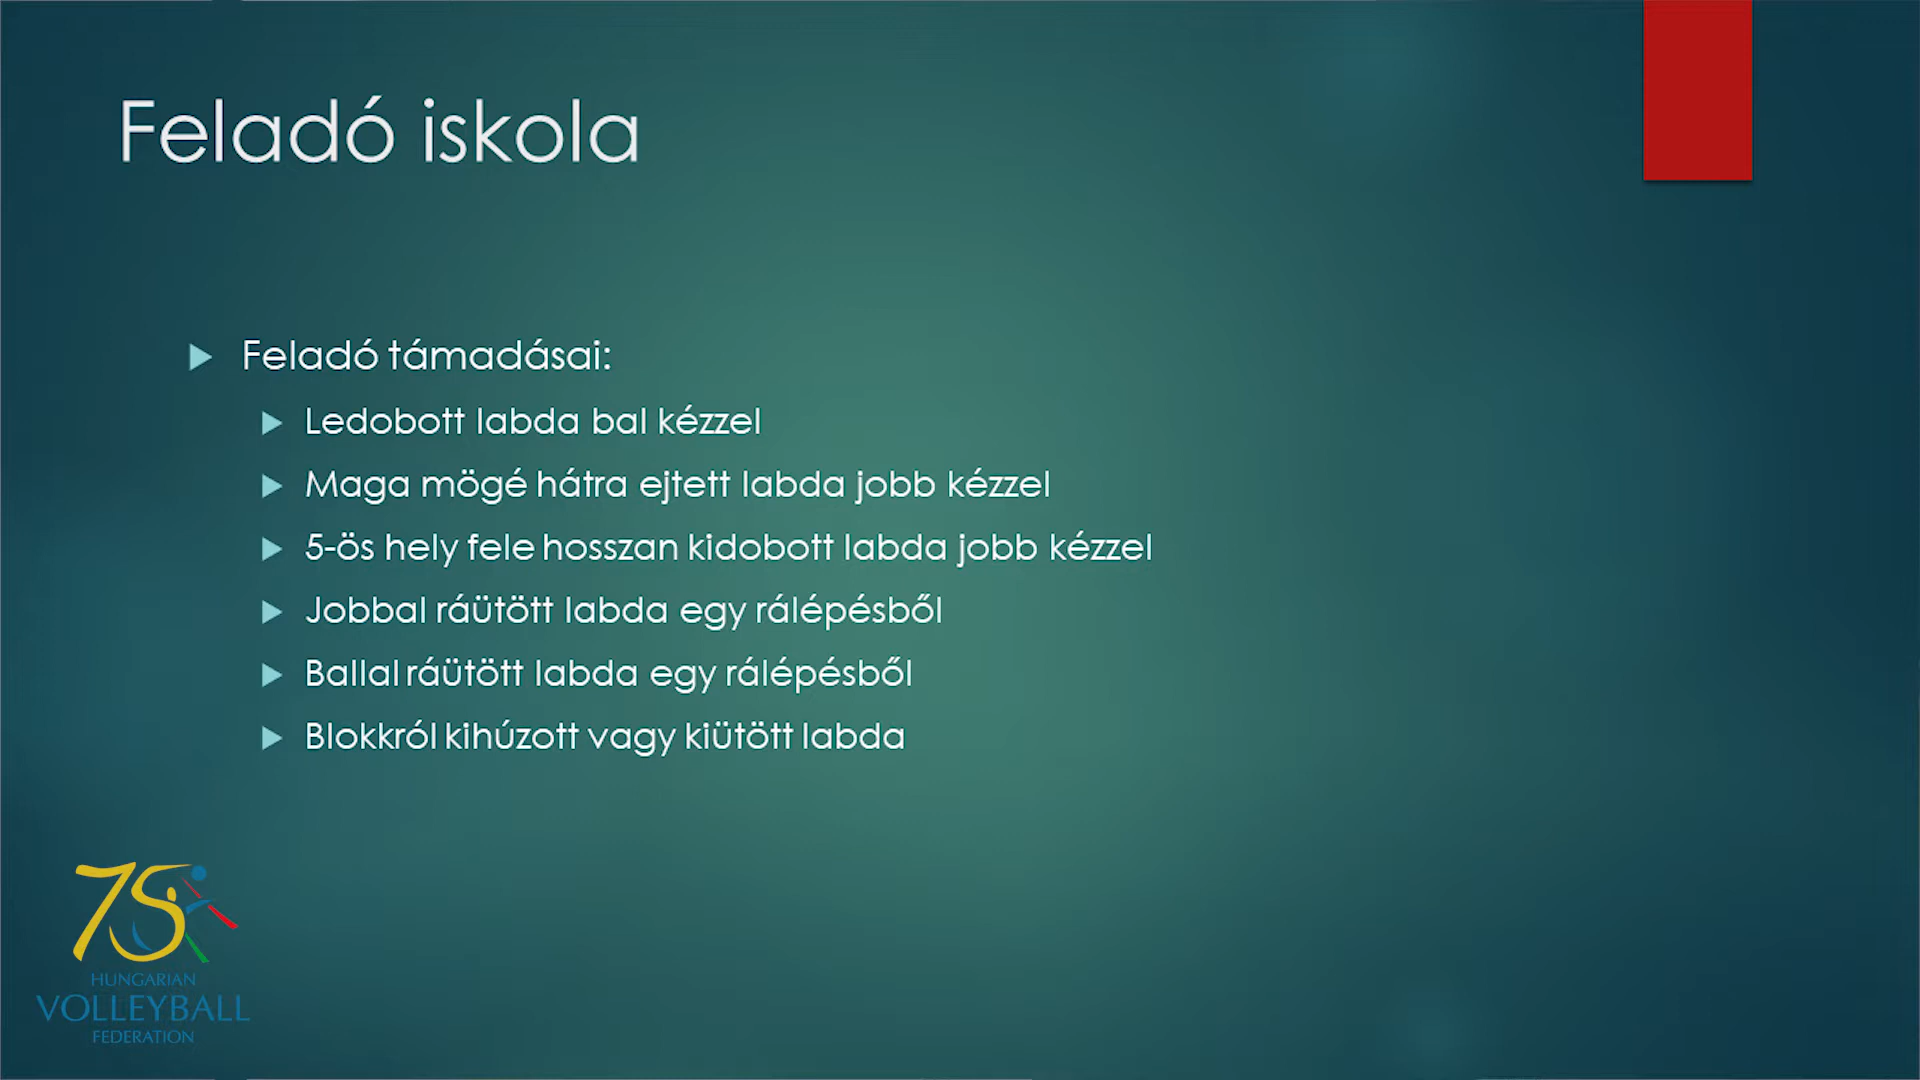 Feladó iskola
Feladó támadásai:
Ledobott labda bal kézzel
Maga mögé hátra ejtett labda jobb kézzel
5-ös hely fele hosszan kidobott labda jobb kézzel
Jobbal ráütött labda egy rálépésből
Ballal ráütött labda egy rálépésből
Blokkról kihúzott vagy kiütött labda
75
HUNGARIAN
VOLLEYBALL
FEDERATION